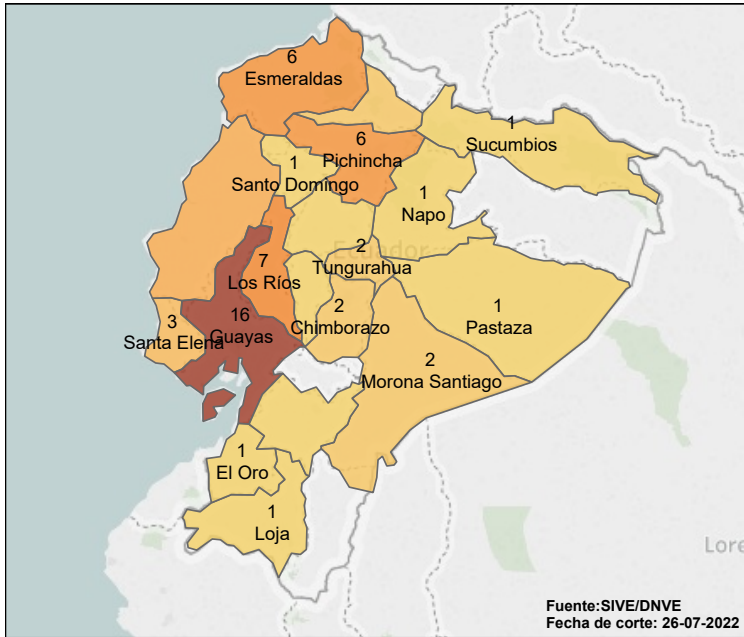 6
Esmeraldas
1
Sucumbios
6
Pichincha
1
Santo Domingo
1
Napo
Ecuador
2
Tungurahua
7
Los Ríos
16
Guayas
3
Santa Elena
2
Chimborazo
1
Pastaza
2
Morona Santiago
1
El Oro
1
Loja
Lore
Fuente:SIVE/DNVE
Fecha de corte: 26-07-2022